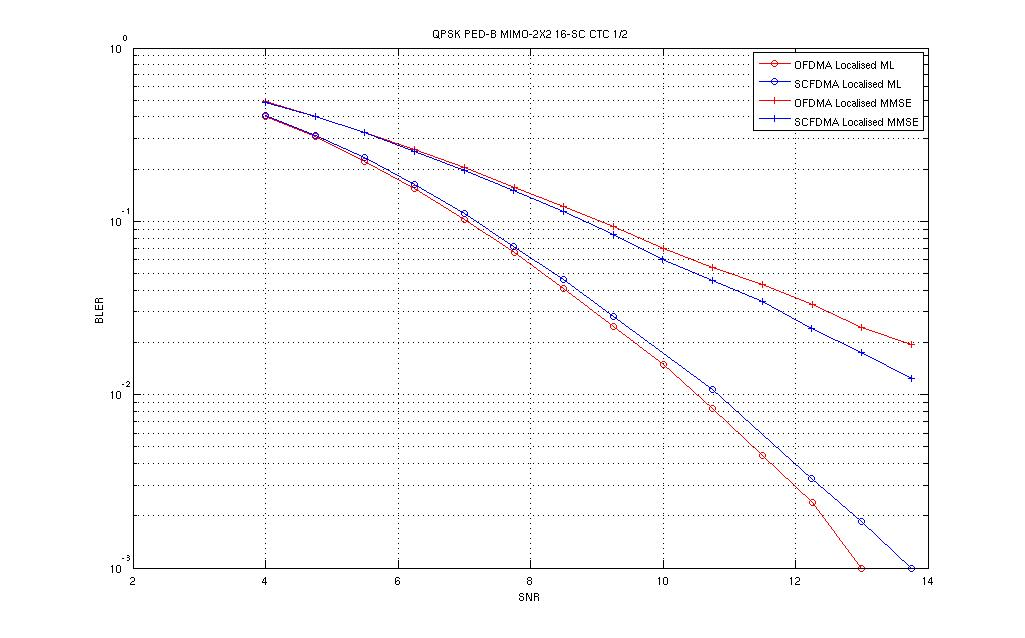 QPSK PED-B MIMO-2X2 16-SC CTC 1/2
10^0
OFDMA Localised ML
SCFDMA Localised ML
OFDMA Localised MMSE
SCFDMA Localised MMSE
10^-1
BLER
10^-2
10^-3
2 4 6 8 10 12 14
SNR